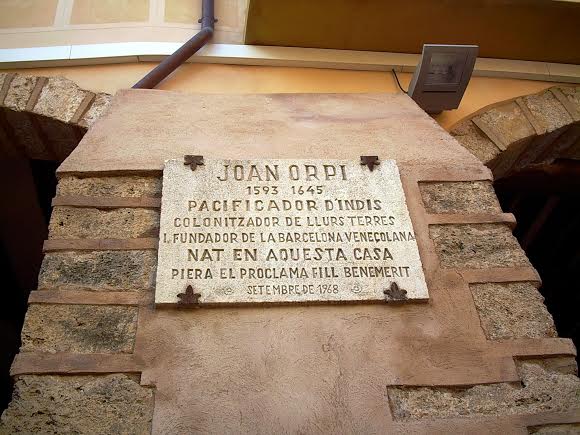 JOAN ORPI
1593 1645
PACIFICADOR D'INDIS
COLONITZADOR DE LLURS TERRES
I. FUNDADOR DE LA BARCELONA VENEÇOLANA
NAT EN AQUESTA CASA
PIERA EL PROCLAMA FILL BENEMERIT
SETEMBRE DE 1968